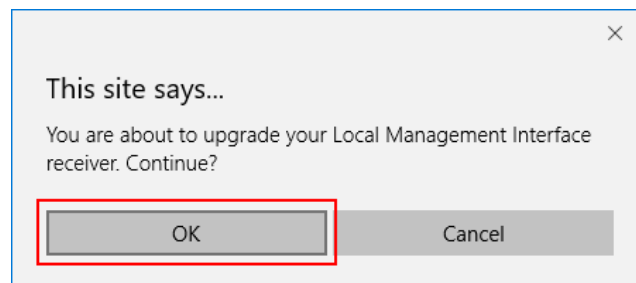 This site says...
You are about to upgrade your Local Management Interface
receiver. Continue?
OK
Cancel